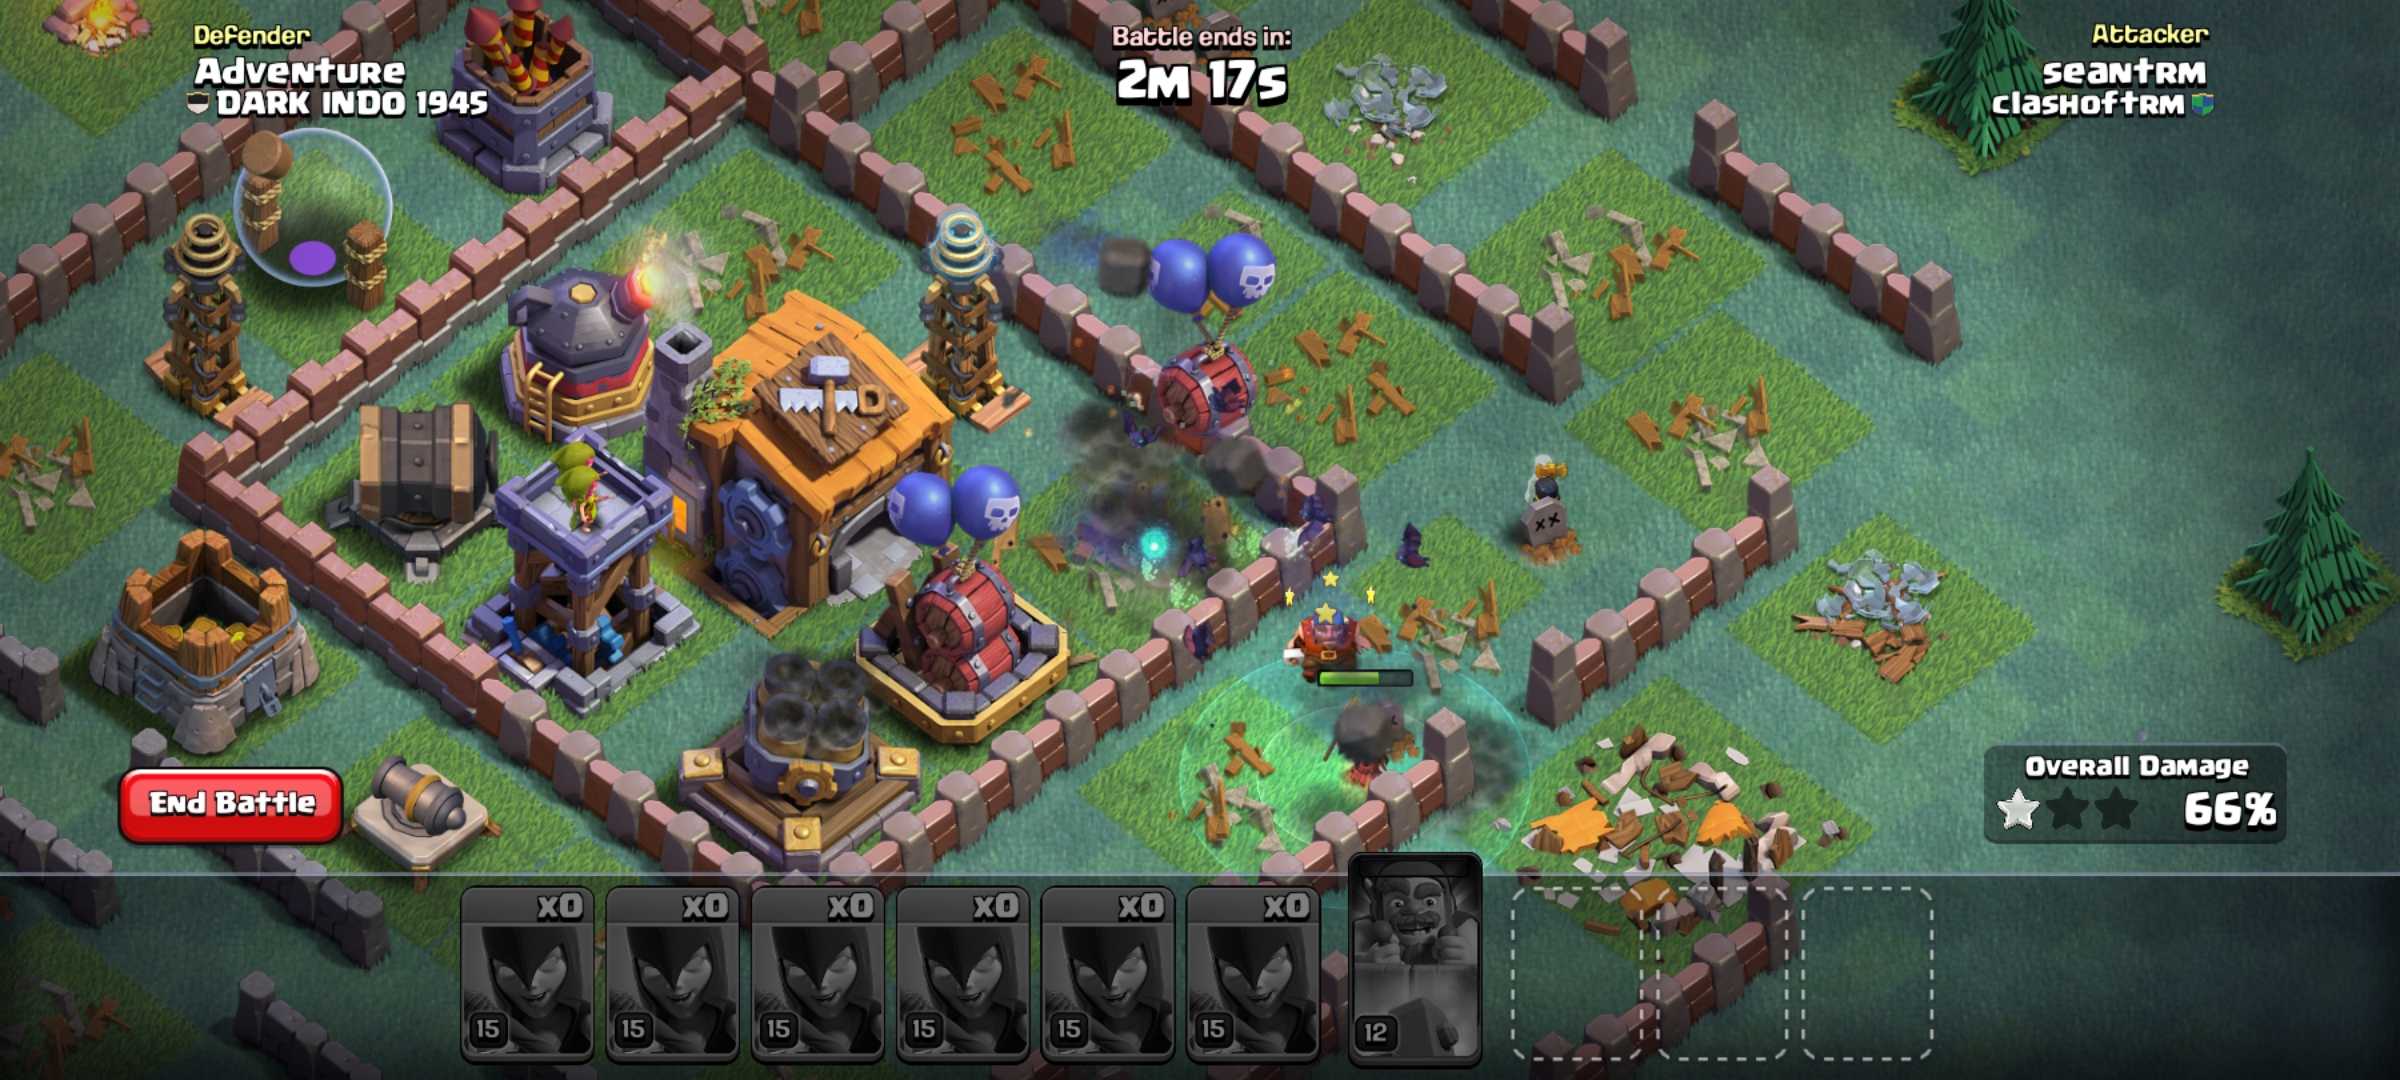 Defender
Adventure
DARK INDO 1945
Battle ends in:
2M 17s
Attacker
seantRM
clashoftRM
End Battle
Overall Damage
66%
x0 x0 x0 x0 x0 x0
15 15 15 15 15 15 12